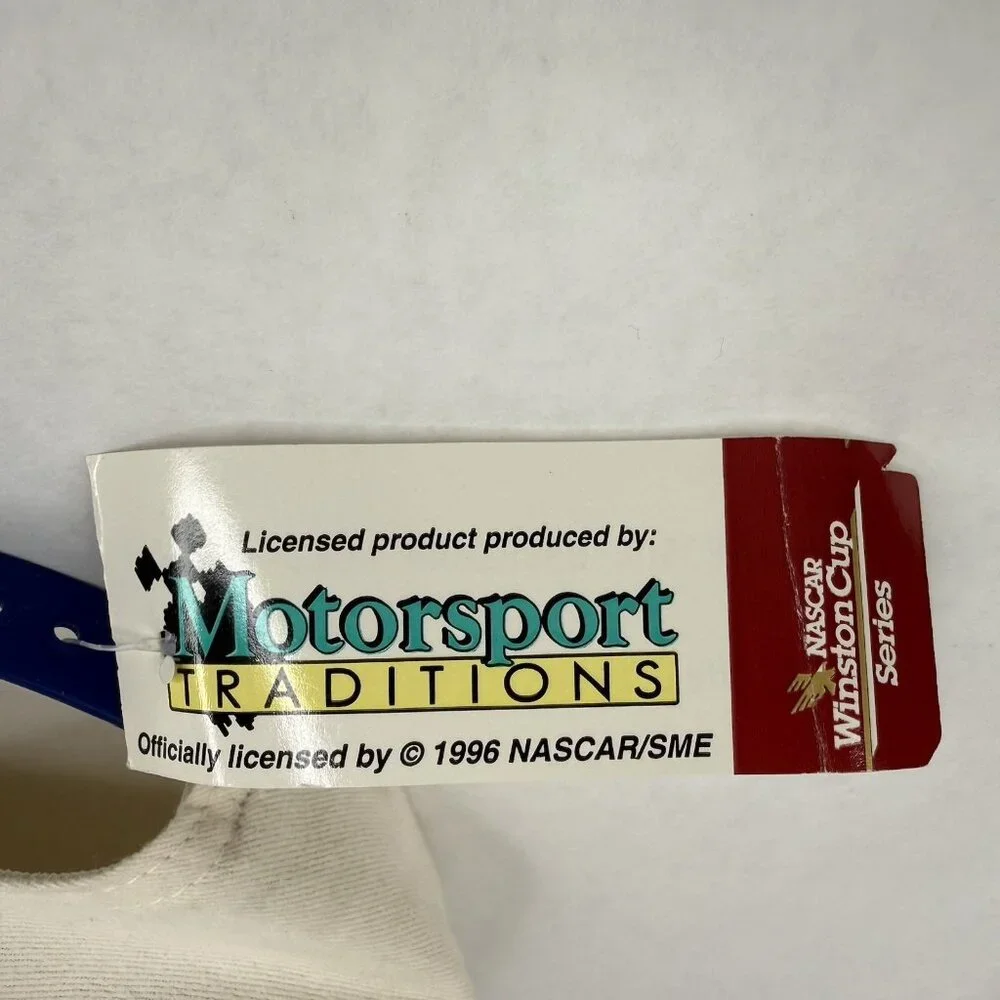 Licensed product produced by:
Motorsport
TRADITIONS
Officially licensed by © 1996 NASCAR/SME
NASCAR
Winston Cup
Series